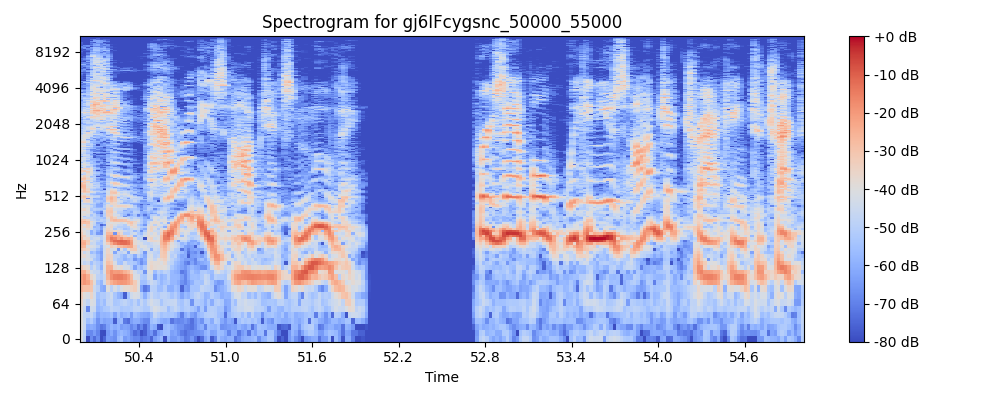 Spectrogram for gj6lFcygsnc_50000_55000
8192
4096
2048
1024
512
256
128
64
0
Hz
50.4 51.0 51.6 52.2 52.8 53.4 54.0 54.6
Time
+0 dB
-10 dB
-20 dB
-30 dB
-40 dB
-50 dB
-60 dB
-70 dB
-80 dB